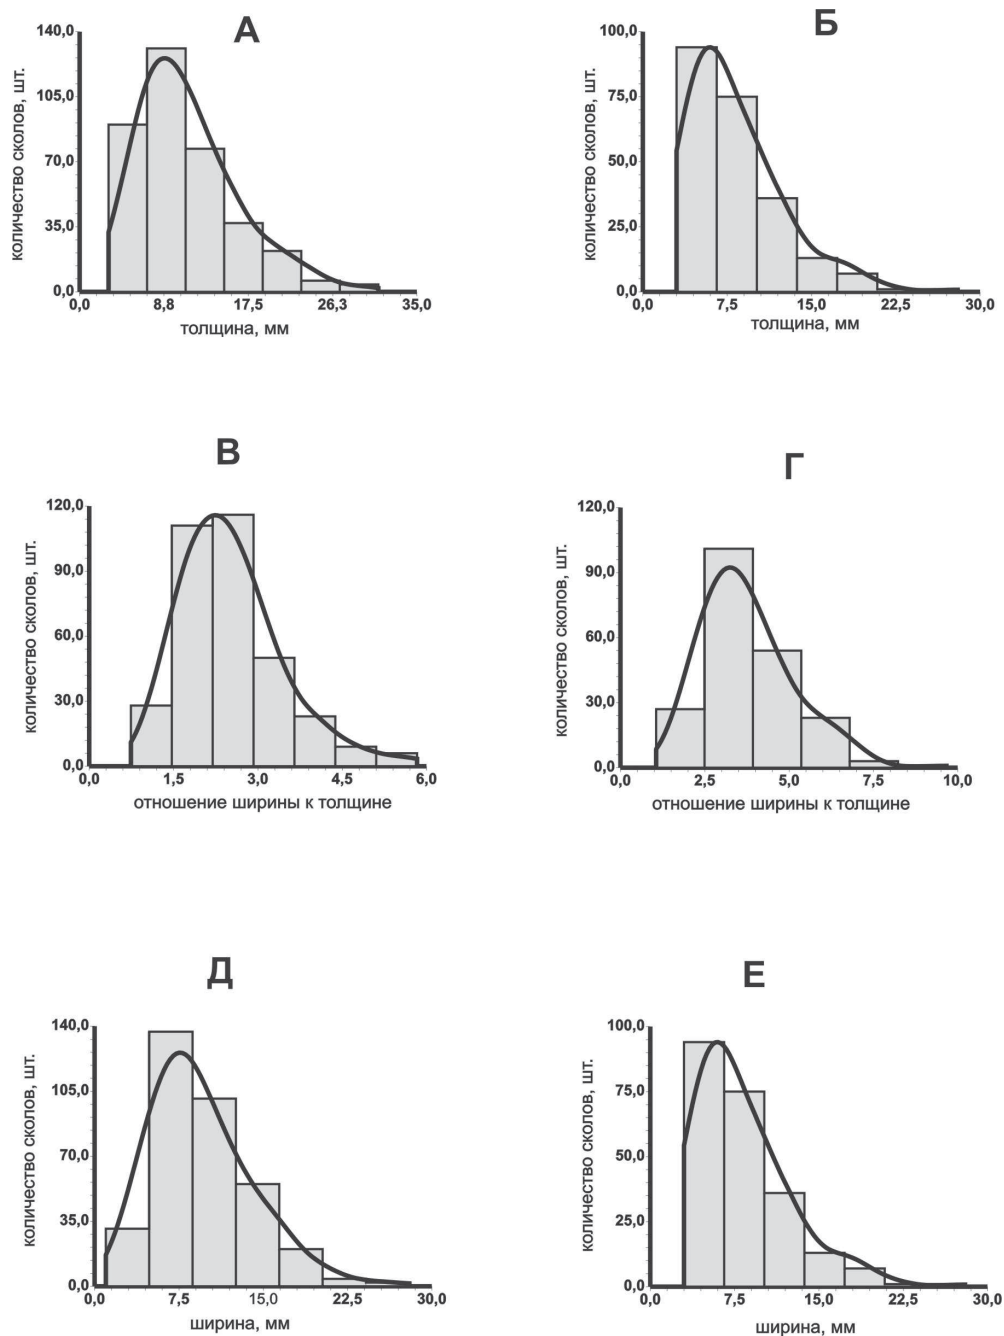 А
140,0
105,0
70,0
35,0
0,0
количество сколов, шт.
0,0 8,8 17,5 26,3 35,0
толщина, мм
Б
100,0
75,0
50,0
25,0
0,0
количество сколов, шт.
0,0 7,5 15,0 22,5 30,0
толщина, мм
В
120,0
90,0
60,0
30,0
0,0
количество сколов, шт.
0,0 1,5 3,0 4,5 6,0
отношение ширины к толщине
Г
120,0
90,0
60,0
30,0
0,0
количество сколов, шт.
0,0 2,5 5,0 7,5 10,0
отношение ширины к толщине
Д
140,0
105,0
70,0
35,0
0,0
количество сколов, шт.
0,0 7,5 15,0 22,5 30,0
ширина, мм
Е
100,0
75,0
50,0
25,0
0,0
количество сколов, шт.
0,0 7,5 15,0 22,5 30,0
ширина, мм